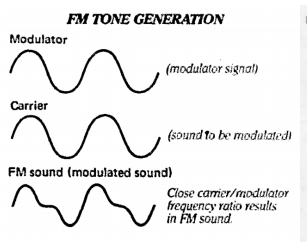 FM TONE GENERATION
Modulator
(modulator signal)
Carrier
(sound to be modulated)
FM sound (modulated sound)
Close carrier/modulator
frequency ratio results
in FM sound.